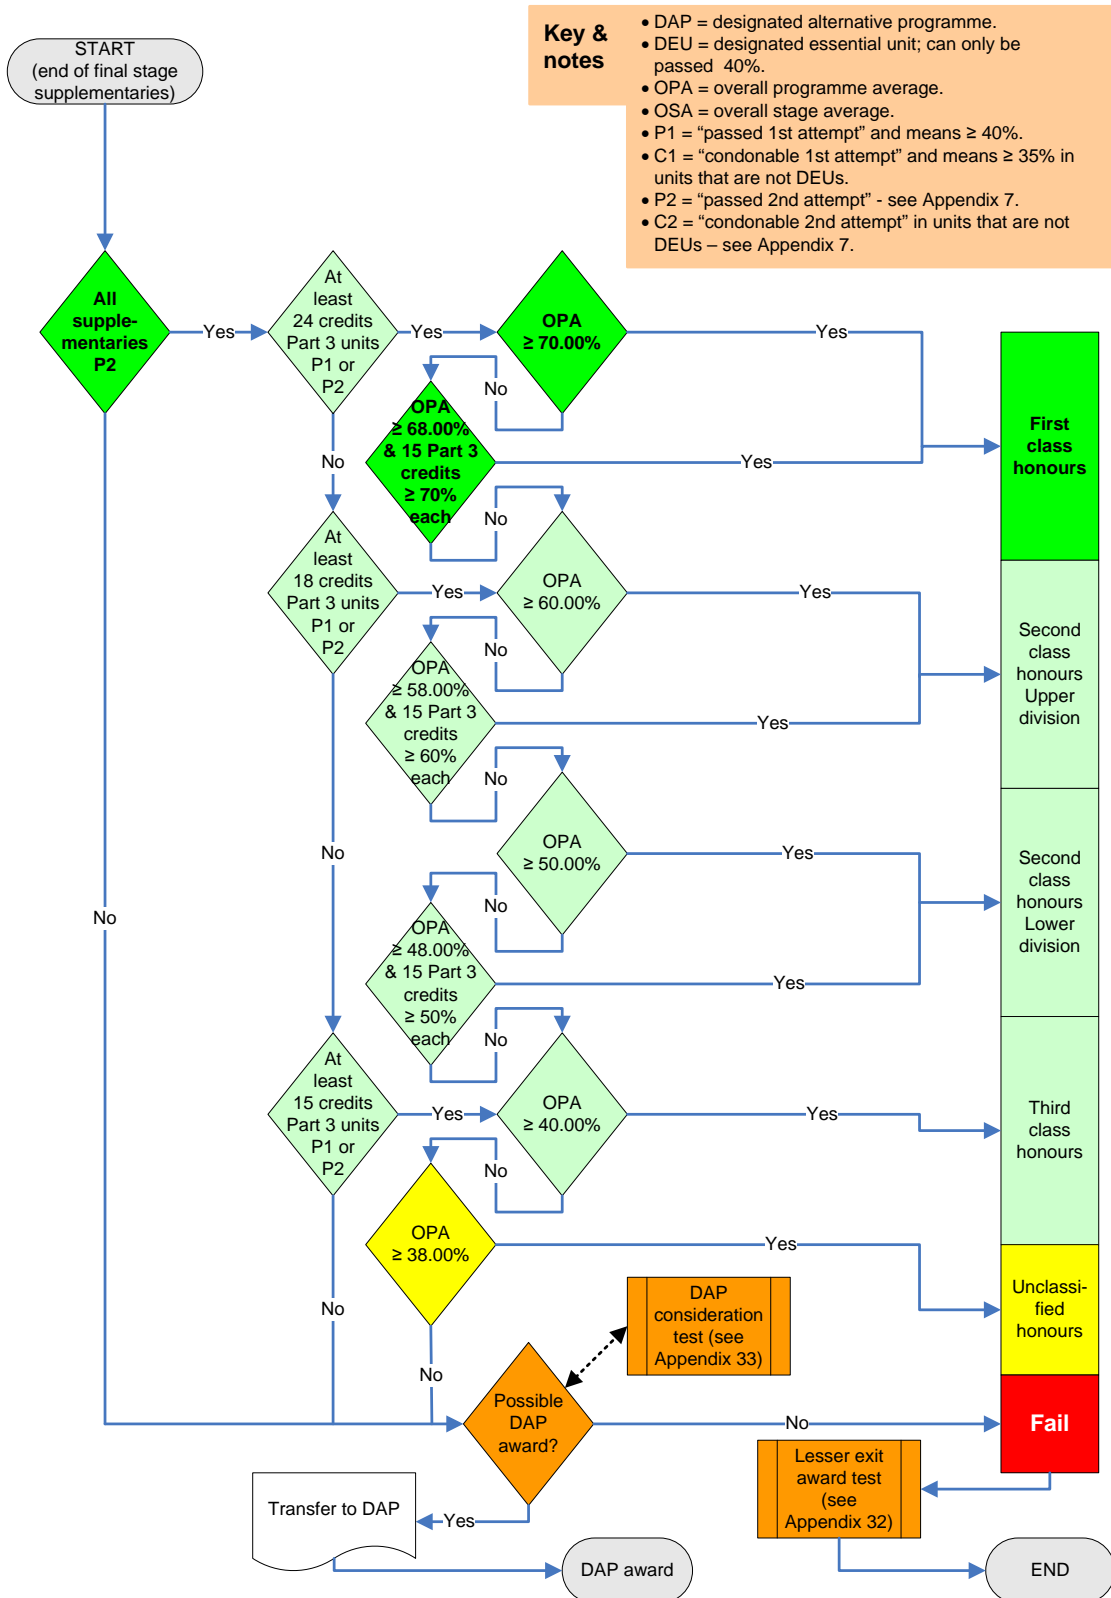 START
(end of final stage
supplementaries)
Key &
notes
• DAP = designated alternative programme.
• DEU = designated essential unit; can only be
passed  40%.
• OPA = overall programme average.
• OSA = overall stage average.
• P1 = “passed 1st attempt” and means ≥ 40%.
• C1 = “condonable 1st attempt” and means ≥ 35% in
units that are not DEUs.
• P2 = “passed 2nd attempt” - see Appendix 7.
• C2 = “condonable 2nd attempt” in units that are not
DEUs – see Appendix 7.
All
supple-
mentaries
P2
Yes
At
least
24 credits
Part 3 units
P1 or
P2
Yes
OPA
≥ 70.00%
Yes
No
OPA
≥ 68.00%
& 15 Part 3
credits
≥ 70%
each
Yes
First
class
honours
No
No
At
least
18 credits
Part 3 units
P1 or
P2
Yes
OPA
≥ 60.00%
Yes
No
OPA
≥ 58.00%
& 15 Part 3
credits
≥ 60%
each
Yes
Second
class
honours
Upper
division
No
No
OPA
≥ 50.00%
Yes
No
No
OPA
≥ 48.00%
& 15 Part 3
credits
≥ 50%
each
Yes
Second
class
honours
Lower
division
No
At
least
15 credits
Part 3 units
P1 or
P2
Yes
OPA
≥ 40.00%
Yes
Third
class
honours
No
OPA
≥ 38.00%
Yes
Unclassi-
fied
honours
No
No
DAP
consideration
test (see
Appendix 33)
Possible
DAP
award?
No
Fail
Lesser exit
award test
(see
Appendix 32)
Yes
Transfer to DAP
DAP award
END